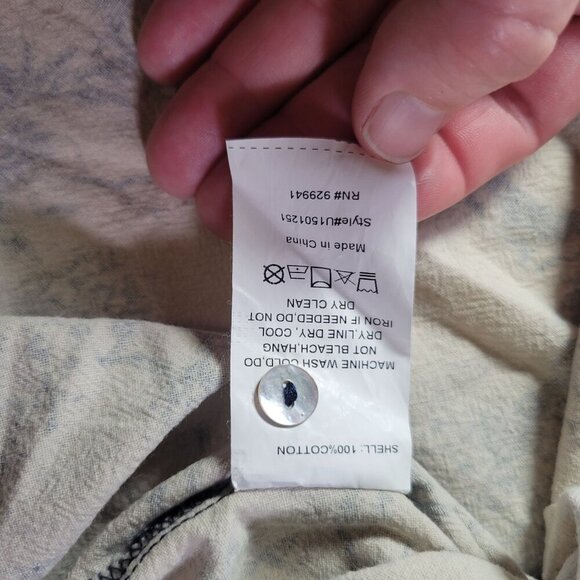 SHELL: 100%COTTON
MACHINE WASH COLD,DO
NOT BLEACH,HANG
DRY,LINE DRY, COOL
IRON IF NEEDED.DO NOT
DRY CLEAN
Made in China
Style#U1501251
RN# 929941